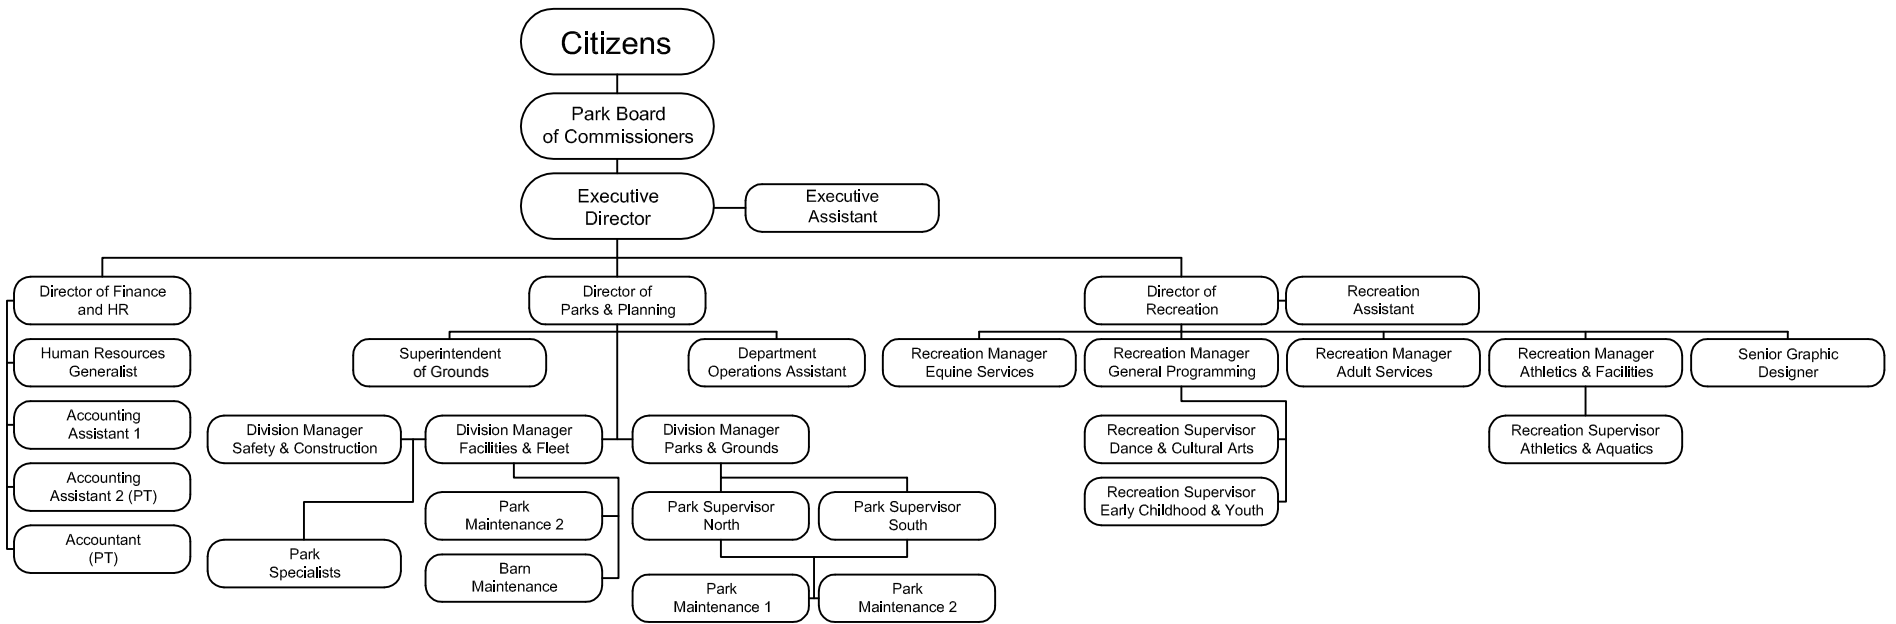 Citizens
Park Board
of Commissioners
Executive
Director
Executive
Assistant
Director of Finance
and HR
Director of
Parks & Planning
Director of
Recreation
Recreation
Assistant
Human Resources
Generalist
Superintendent
of Grounds
Department
Operations Assistant
Recreation Manager
Equine Services
Recreation Manager
General Programming
Recreation Manager
Adult Services
Recreation Manager
Athletics & Facilities
Senior Graphic
Designer
Accounting
Assistant 1
Division Manager
Safety & Construction
Division Manager
Facilities & Fleet
Division Manager
Parks & Grounds
Recreation Supervisor
Dance & Cultural Arts
Recreation Supervisor
Athletics & Aquatics
Accounting
Assistant 2 (PT)
Park
Maintenance 2
Park Supervisor
North
Park Supervisor
South
Recreation Supervisor
Early Childhood & Youth
Accountant
(PT)
Park
Specialists
Barn
Maintenance
Park
Maintenance 1
Park
Maintenance 2